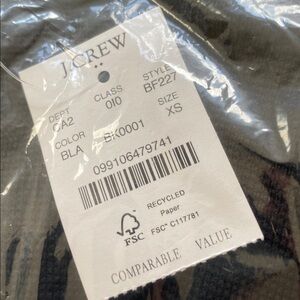 J.CREW
DEPT CLASS STYLE
CA2 010 BF227
COLOR SIZE
BLA BK0001 XS
099106479741
FSC
RECYCLED
Paper
FSC® C117781
COMPARABLE VALUE